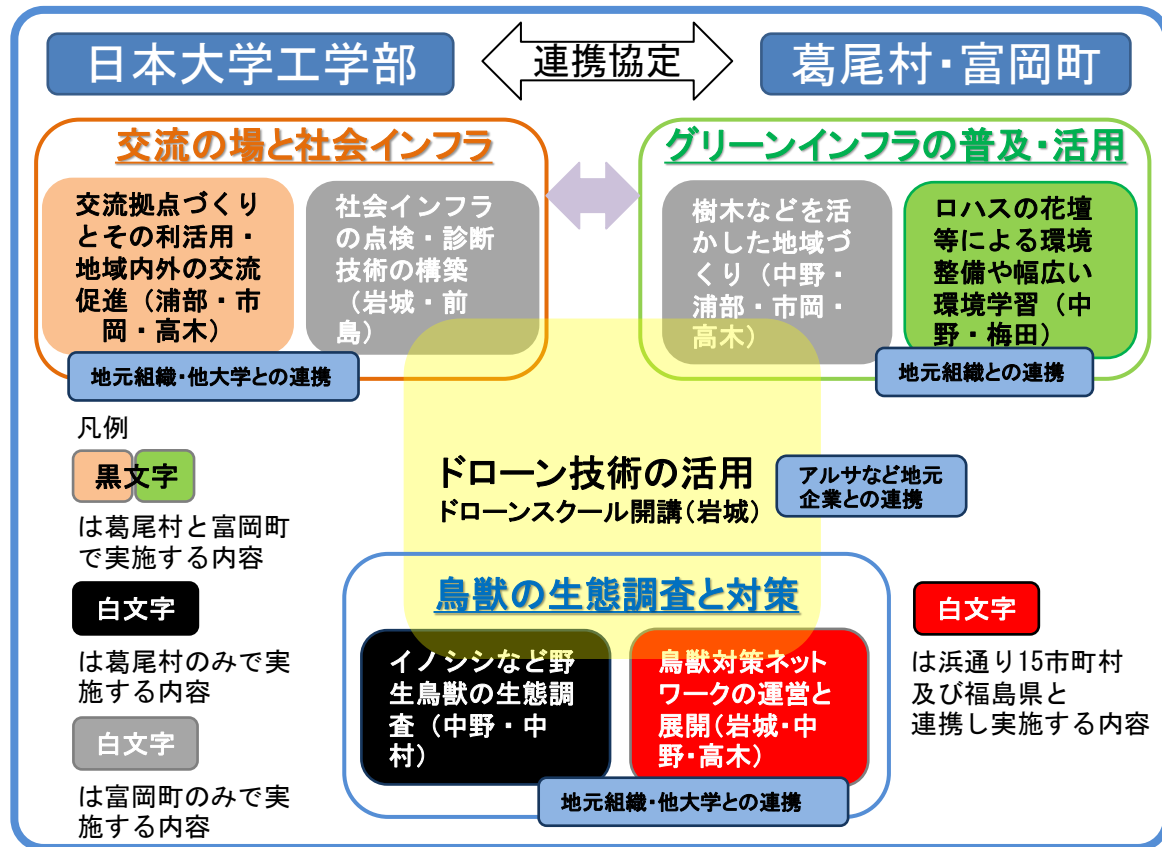 日本大学工学部
連携協定
葛尾村・富岡町
交流の場と社会インフラ
交流拠点づくり
とその利活用・
地域内外の交流
促進（浦部・市
岡・高木）
社会インフラ
の点検・診断
技術の構築
（岩城・前
島）
地元組織・他大学との連携
グリーンインフラの普及・活用
樹木などを活
かした地域づ
くり（中野・
浦部・市岡・
高木）
ロハスの花壇
等による環境
整備や幅広い
環境学習（中
野・梅田）
地元組織との連携
凡例
黒文字
は葛尾村と富岡町
で実施する内容
白文字
は葛尾村のみで実
施する内容
白文字
は富岡町のみで実
施する内容
ドローン技術の活用
ドローンスクール開講（岩城）
アルサなど地元
企業との連携
鳥獣の生態調査と対策
イノシシなど野
生鳥獣の生態調
査（中野・中
村）
鳥獣対策ネット
ワークの運営と
展開（岩城・中
野・高木）
地元組織・他大学との連携
白文字
は浜通り15市町村
及び福島県と
連携し実施する内容